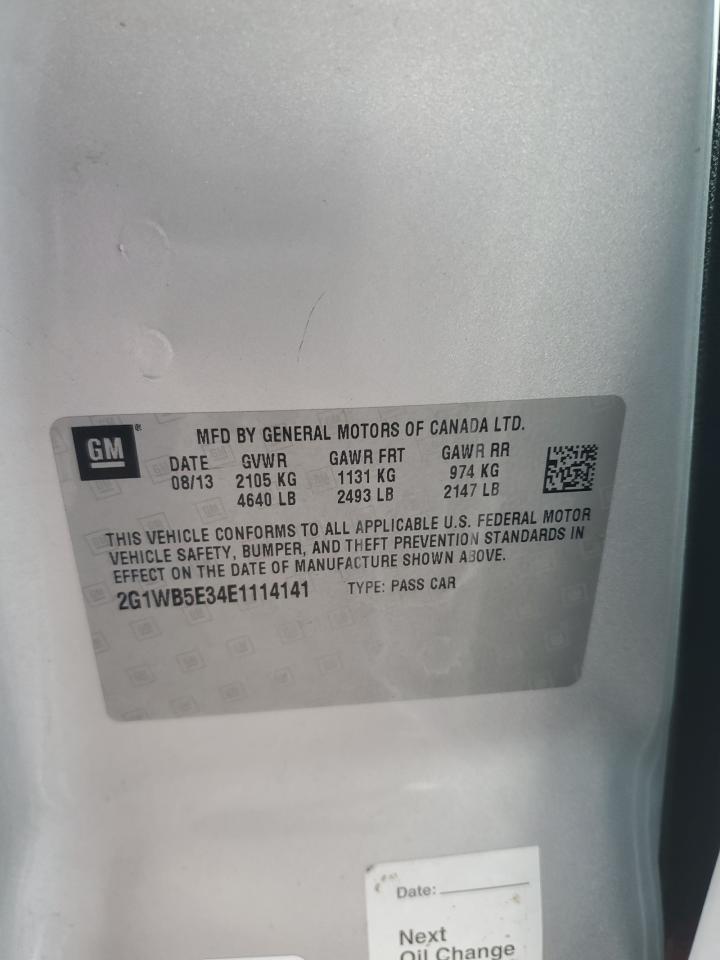 GM®
MFD BY GENERAL MOTORS OF CANADA LTD.
DATE GVWR GAWR FRT GAWR RR
08/13 2105 KG 1131 KG 974 KG
4640 LB 2493 LB 2147 LB
THIS VEHICLE CONFORMS TO ALL APPLICABLE U.S. FEDERAL MOTOR
VEHICLE SAFETY, BUMPER, AND THEFT PREVENTION STANDARDS IN
EFFECT ON THE DATE OF MANUFACTURE SHOWN ABOVE.
2G1WB5E34E1114141 TYPE: PASS CAR
Date:
Next
Oil Change